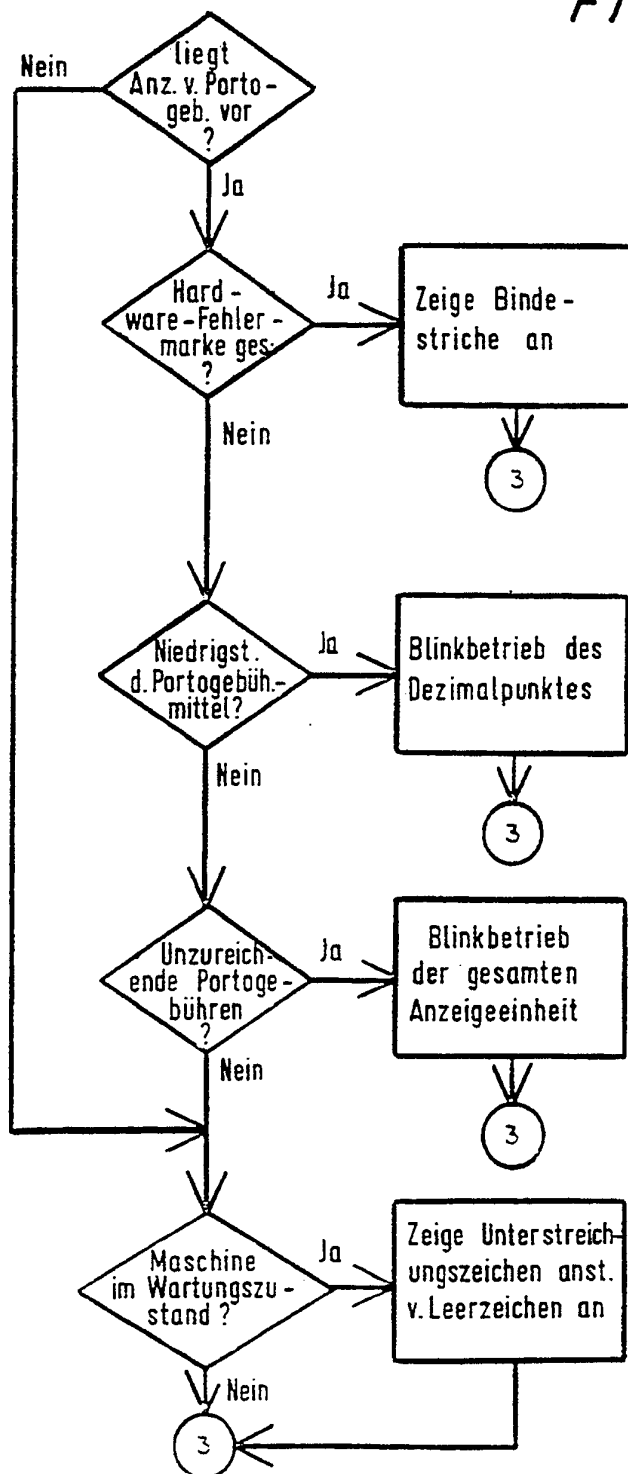 Nein
liegt
Anz. v. Porto-
geb. vor
?
Ja
Hard-
ware-Fehler-
marke ges.
?
Ja
Zeige Binde-
striche an
3
Nein
Niedrigst.
d. Portogebüh.-
mittel?
Ja
Blinkbetrieb des
Dezimalpunktes
3
Nein
Unzureich-
ende Portoge-
bühren
?
Ja
Blinkbetrieb
der gesamten
Anzeigeeinheit
3
Nein
Maschine
im Wartungszu-
stand ?
Ja
Zeige Unterstreich-
ungszeichen anst.
v. Leerzeichen an
Nein
3